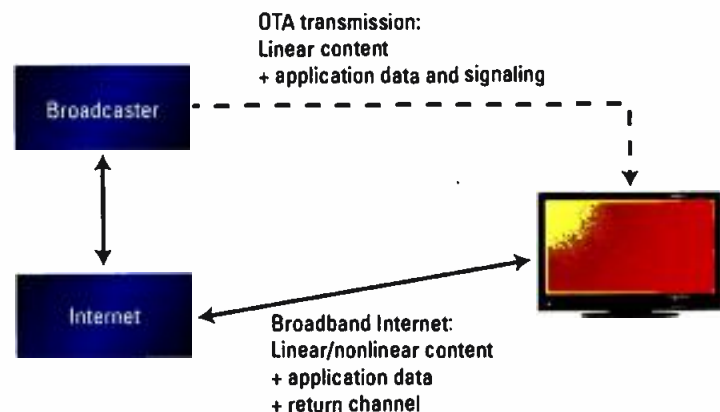 OTA transmission:
Linear content
+ application data and signaling
Broadcaster
Internet
Broadband Internet:
Linear/nonlinear content
+ application data
+ return channel